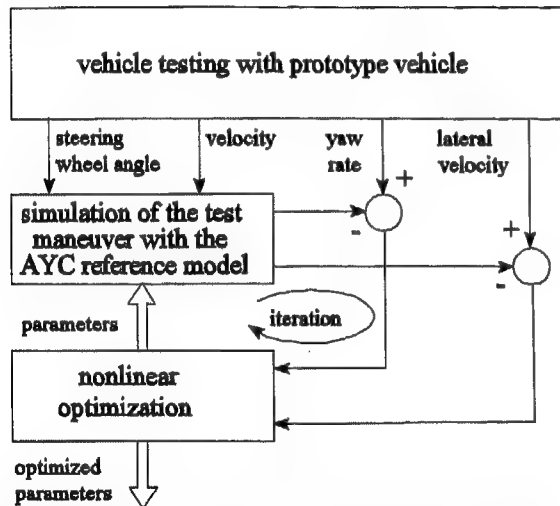 vehicle testing with prototype vehicle
steering
wheel angle
velocity
yaw
rate
lateral
velocity
+
-
+
-
simulation of the test
maneuver with the
AYC reference model
parameters
iteration
nonlinear
optimization
optimized
parameters